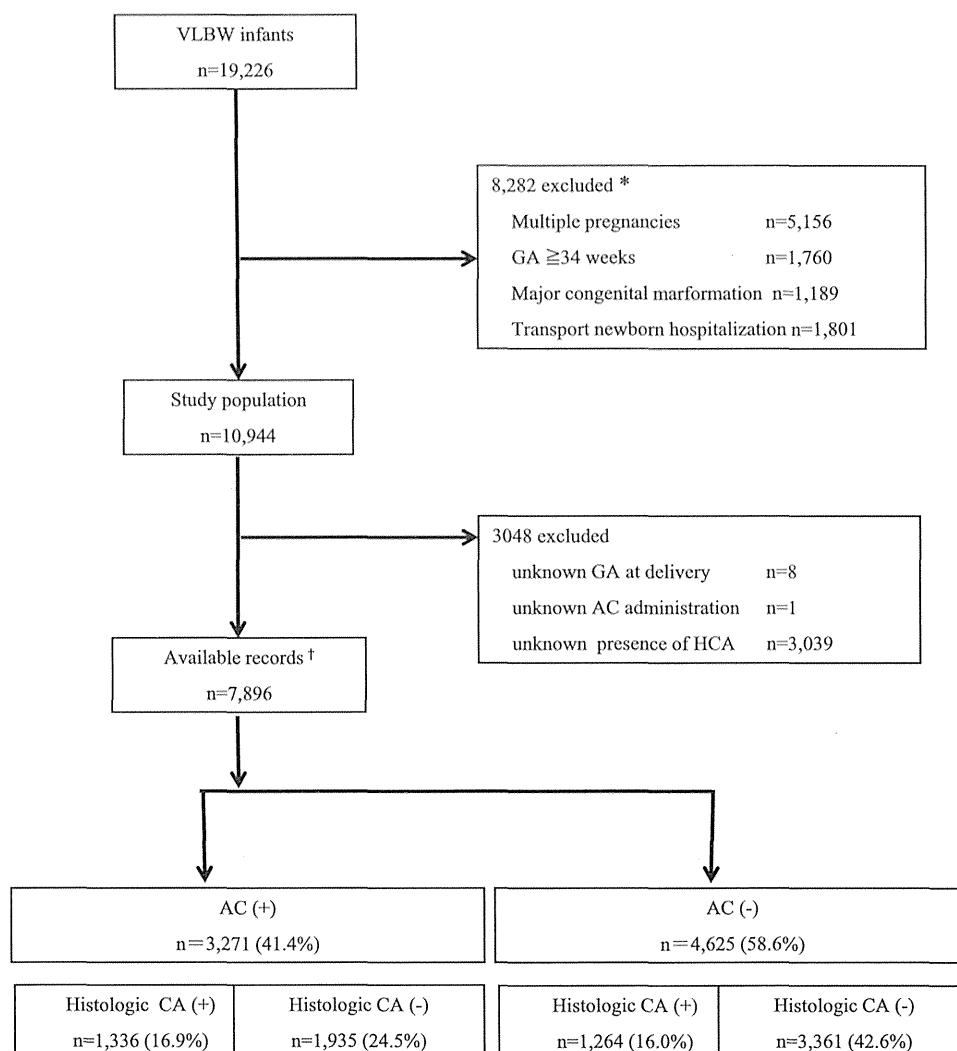 VLBW infants
n=19,226
8,282 excluded *
Multiple pregnancies n=5,156
GA ≧34 weeks n=1,760
Major congenital marformation n=1,189
Transport newborn hospitalization n=1,801
Study population
n=10,944
3048 excluded
unknown GA at delivery n=8
unknown AC administration n=1
unknown presence of HCA n=3,039
Available records †
n=7,896
AC (+)
n=3,271 (41.4%)
AC (-)
n=4,625 (58.6%)
Histologic CA (+)
n=1,336 (16.9%)
Histologic CA (-)
n=1,935 (24.5%)
Histologic CA (+)
n=1,264 (16.0%)
Histologic CA (-)
n=3,361 (42.6%)